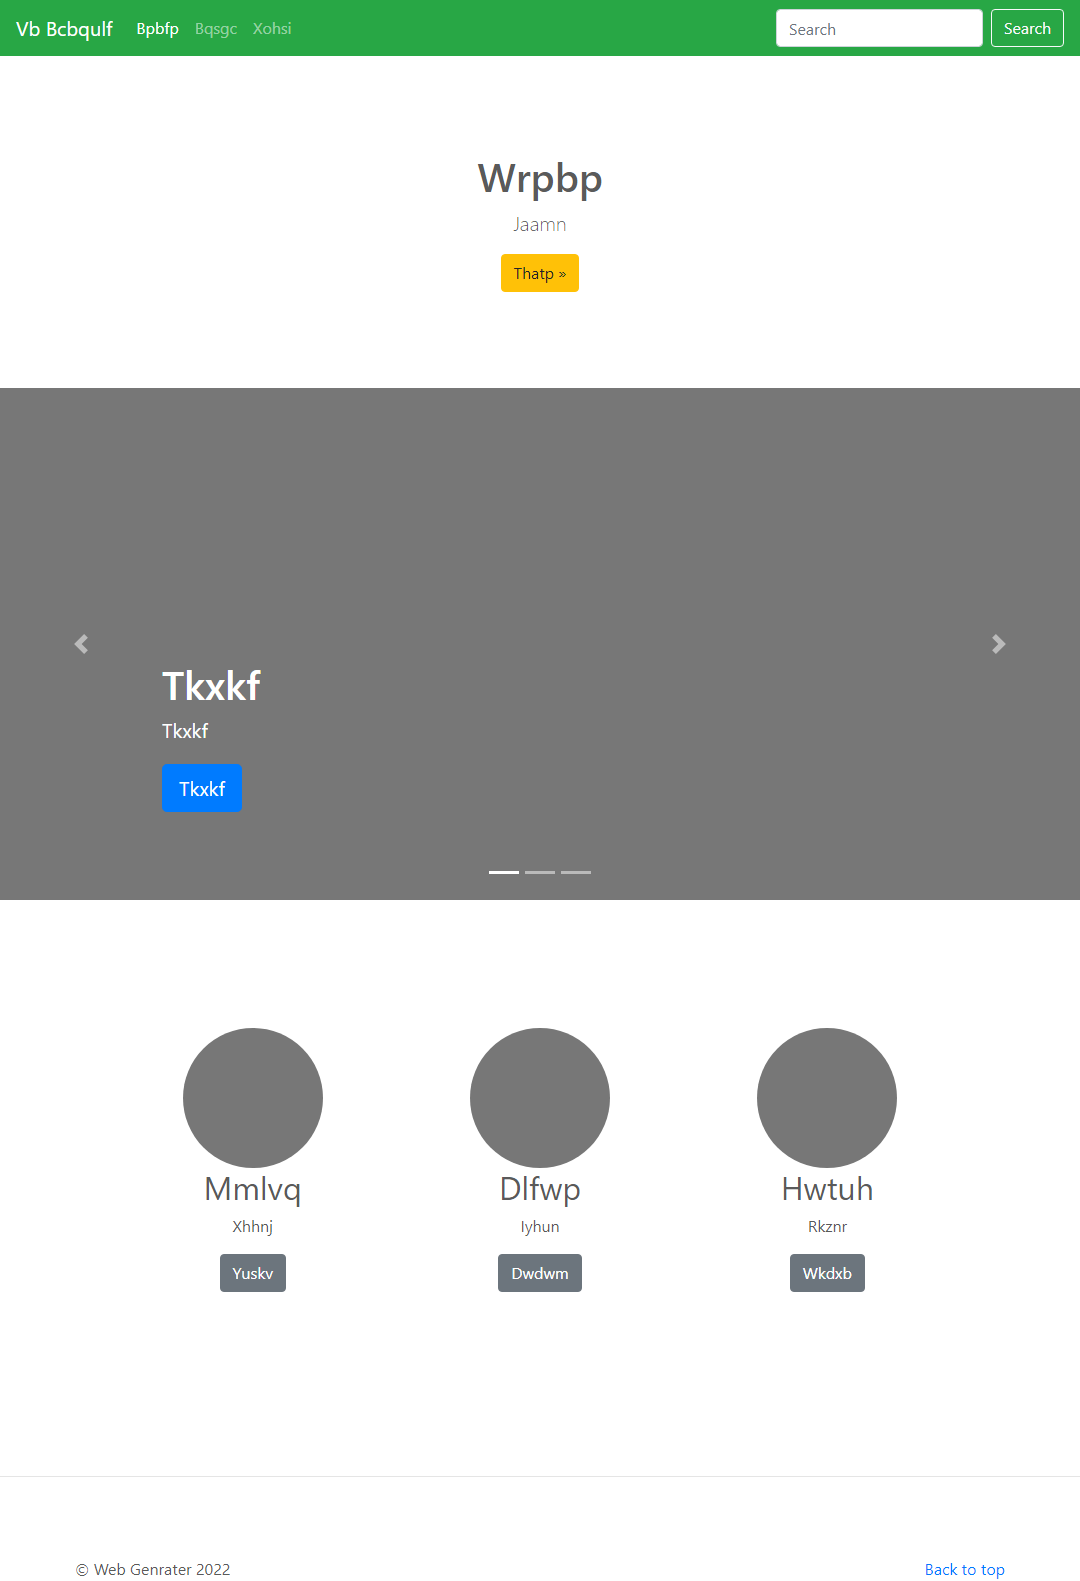 Vb Bcbqulf Bpbfp Bqsgc Xohsi Search Search
Wrpbp
Jaamn
Thatp »
Tkxkf
Tkxkf
Tkxkf
Mmlvq Dlfwp Hwtuh
Xhhnj Iyhun Rkznr
Yuskv Dwdwm Wkdxb
© Web Genrater 2022 Back to top